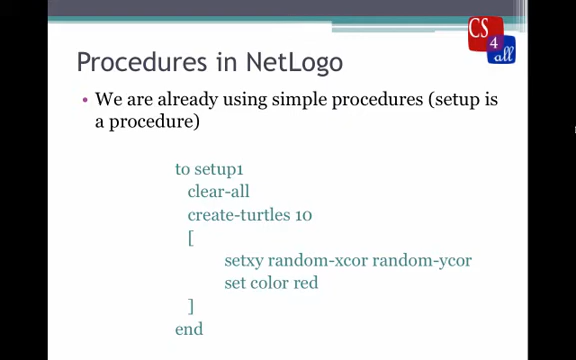 CS
4
all
Procedures in NetLogo
• We are already using simple procedures (setup is
a procedure)
to setup1
clear-all
create-turtles 10
[
setxy random-xcor random-ycor
set color red
]
end